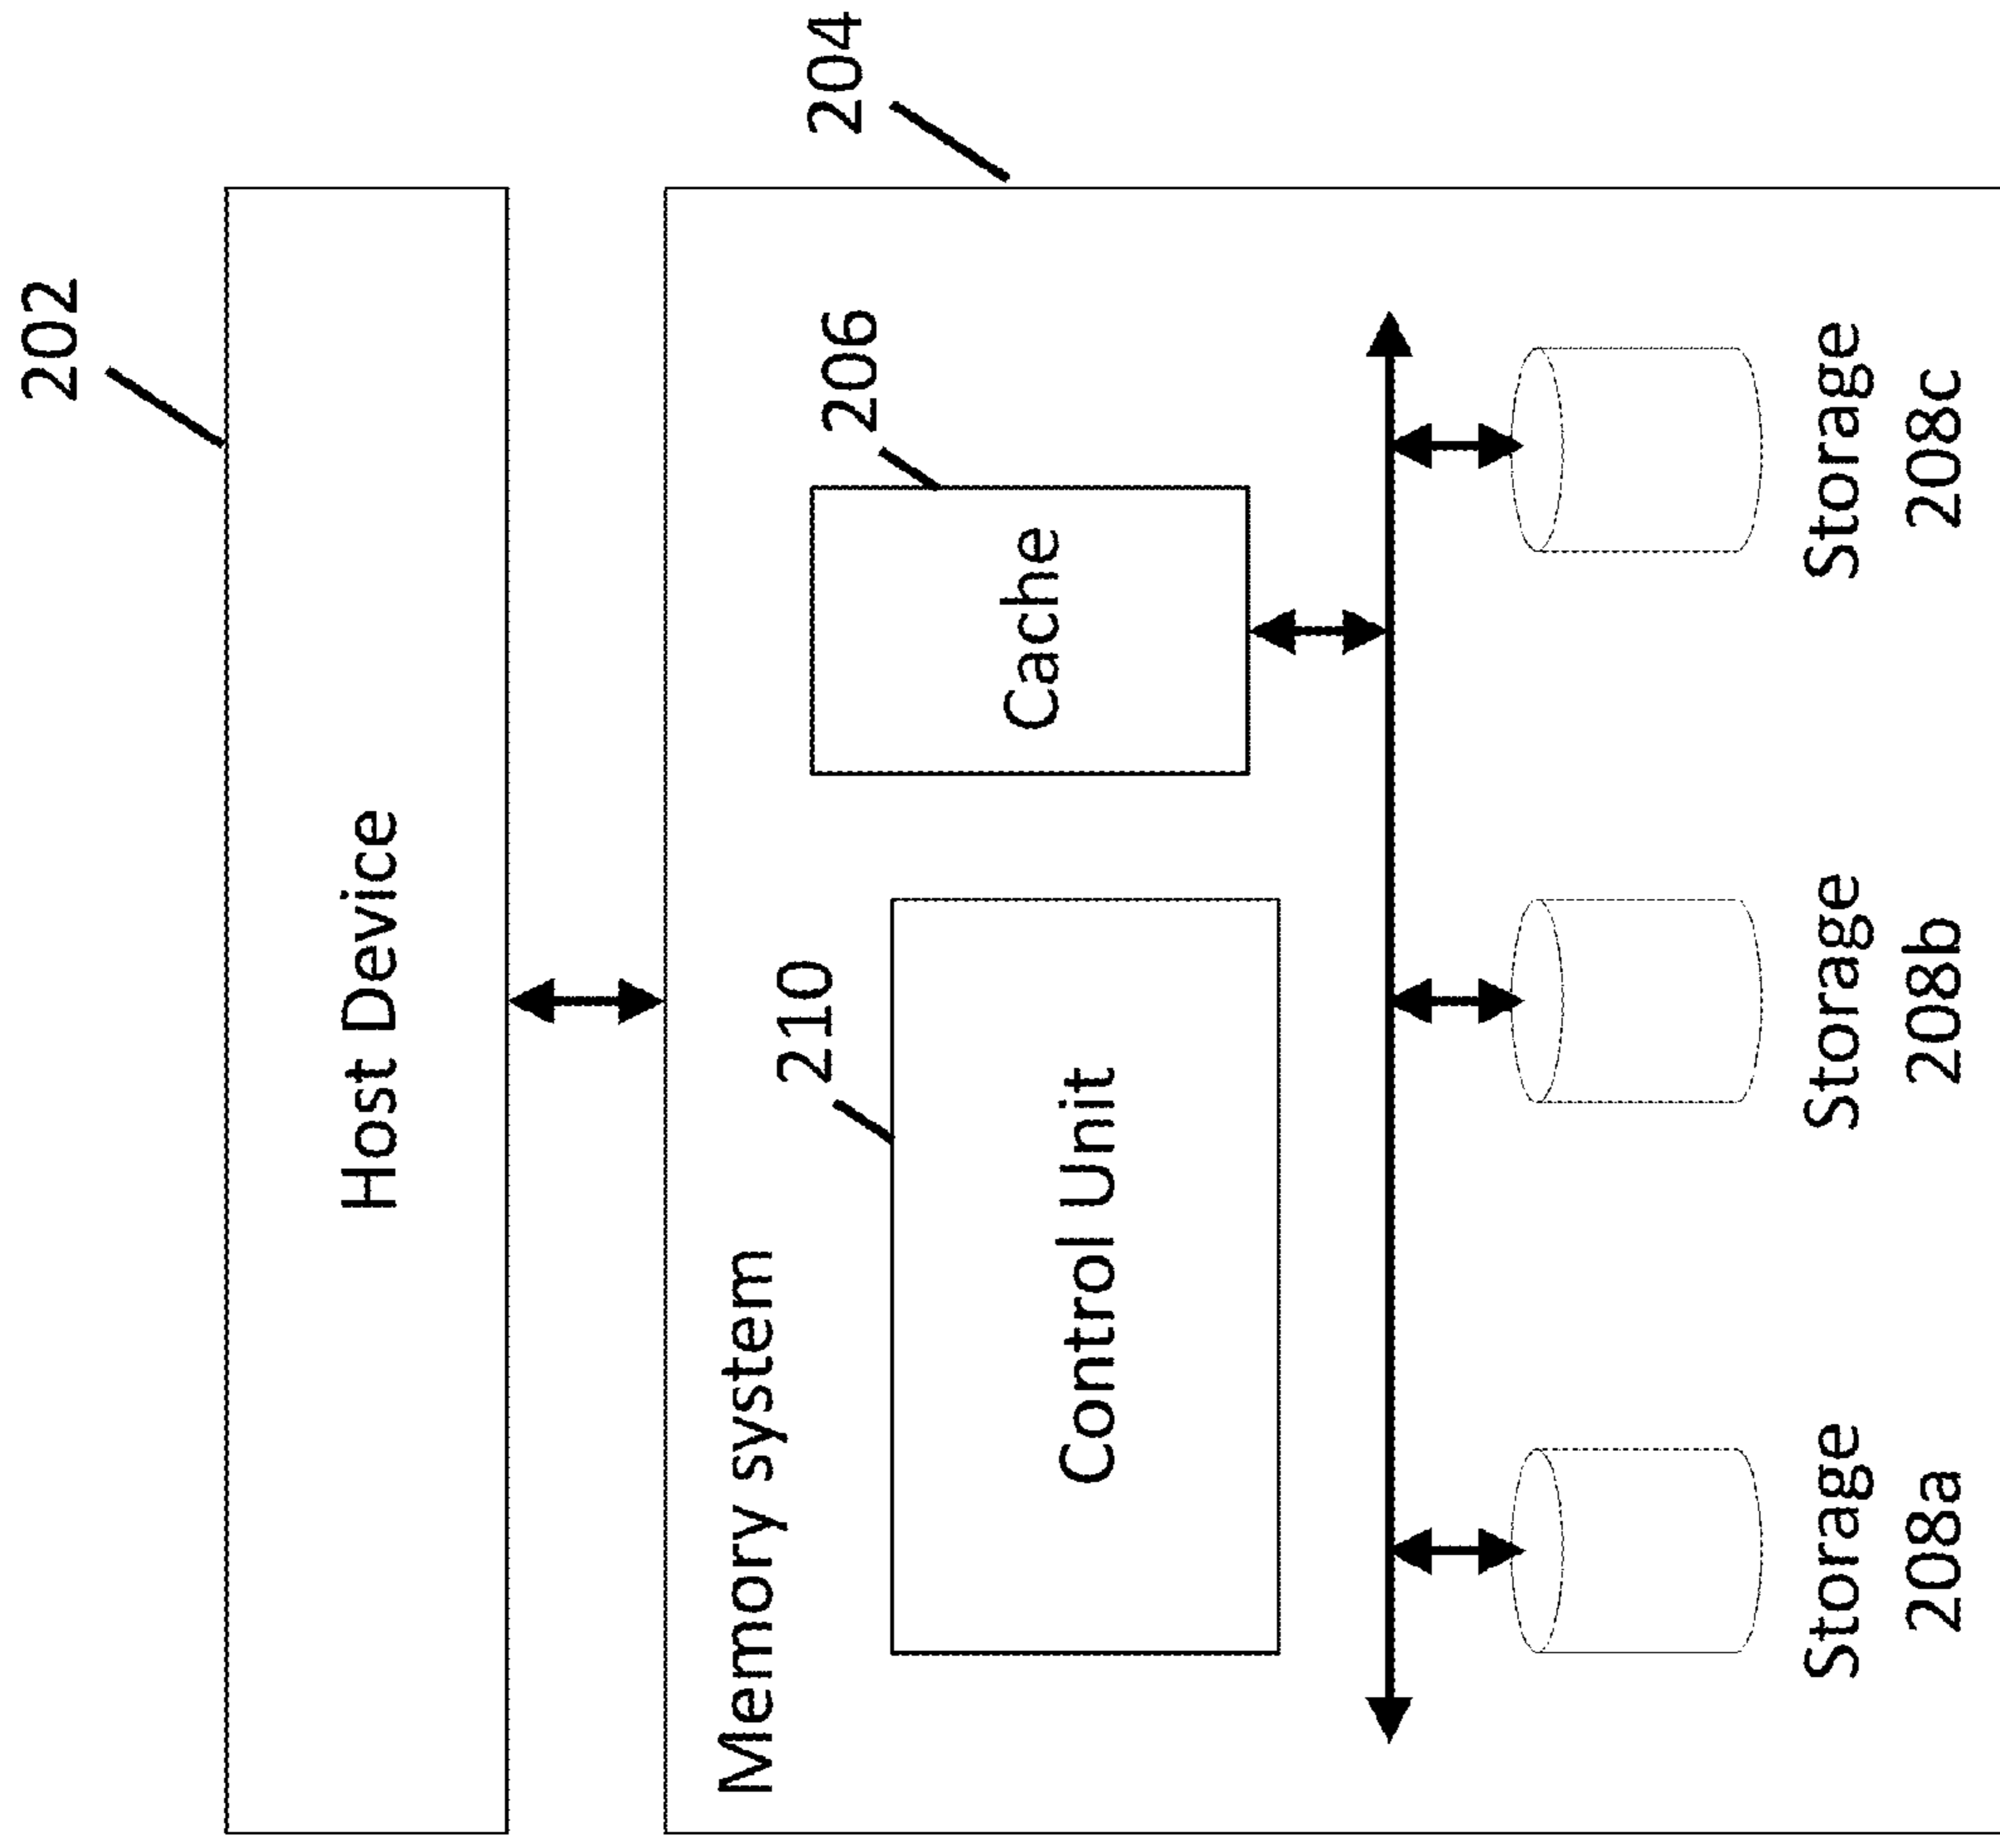 202
Host Device
204
Memory system
210
206
Control Unit
Cache
Storage
208a
Storage
208b
Storage
208c